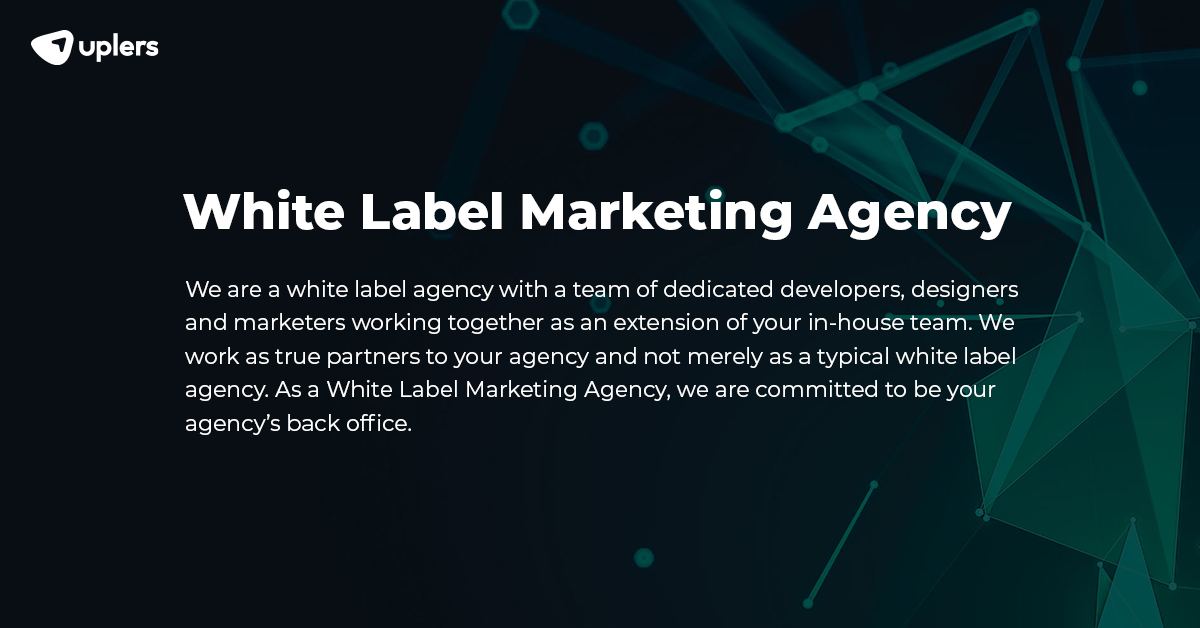 uplers
White Label Marketing Agency
We are a white label agency with a team of dedicated developers, designers
and marketers working together as an extension of your in-house team. We
work as true partners to your agency and not merely as a typical white label
agency. As a White Label Marketing Agency, we are committed to be your
agency’s back office.